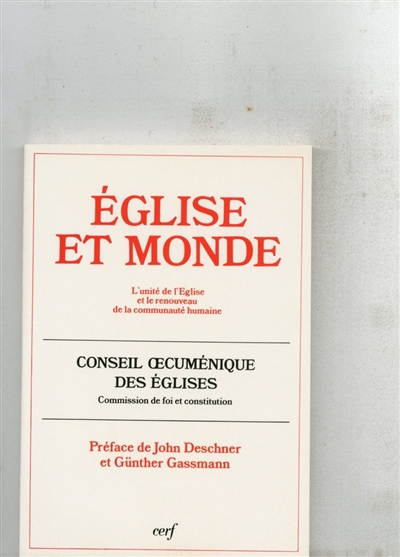 ÉGLISE
ET MONDE
L'unité de l'Eglise
et le renouveau
de la communauté humaine
CONSEIL ŒCUMÉNIQUE
DES ÉGLISES
Commission de foi et constitution
Préface de John Deschner
et Günther Gassmann
cerf